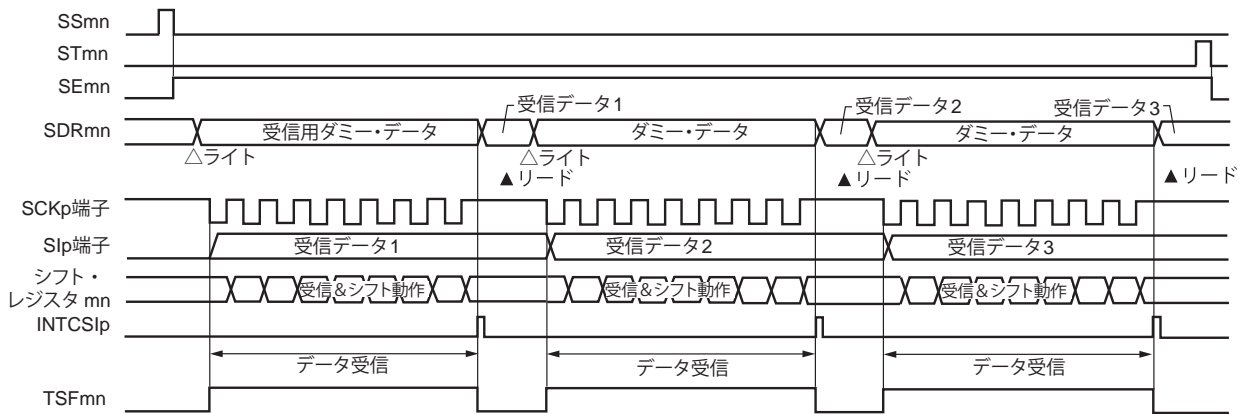 SSmn
STmn
SEmn
受信データ1
受信データ2
受信データ3
SDRmn
受信用ダミー・データ
ダミー・データ
ダミー・データ
△ライト
△ライト
△ライト
▲リード
▲リード
▲リード
SCKp端子
SIp端子
受信データ1
受信データ2
受信データ3
シフト・
レジスタ mn
受信&シフト動作
受信&シフト動作
受信&シフト動作
INTCSIp
データ受信
データ受信
データ受信
TSFmn